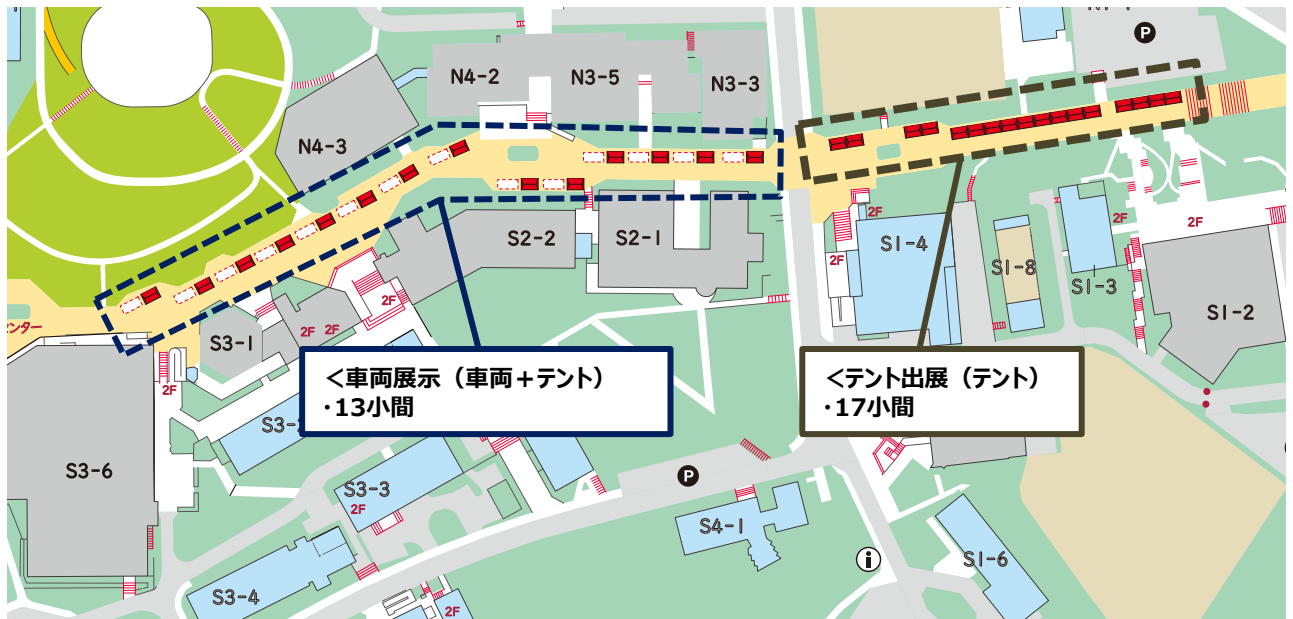 P
N4-2
N3-5
N3-3
N4-3
S2-2
S2-1
2F
S1-4
2F
2F
S1-8
2F
S1-3
2F
S1-2
ンター
S3-1
2F 2F
2F
2F
<車両展示（車両＋テント）
・13小間
<テント出展（テント）
・17小間
S3-6
S3-3
2F
P
S4-1
i
S1-6
S3-4
2F